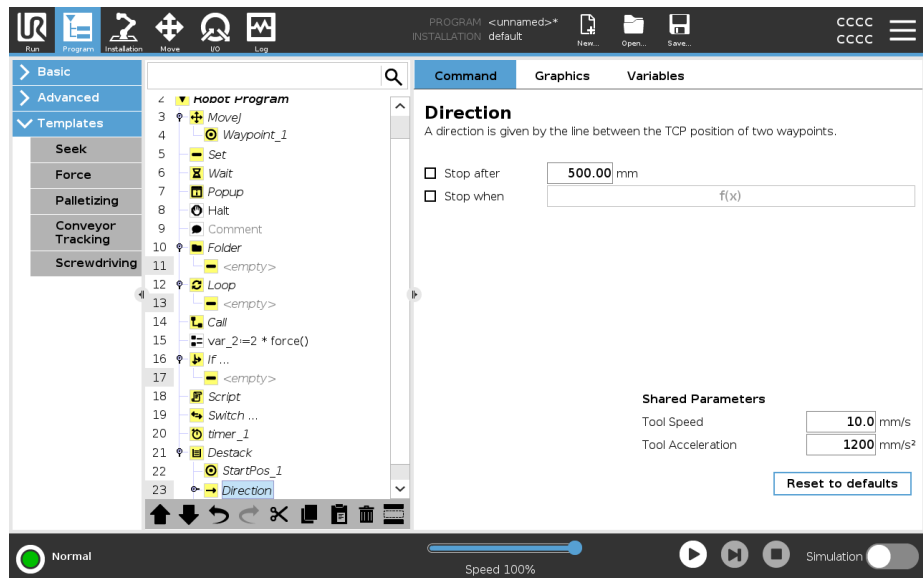 PROGRAM <unnamed>*
INSTALLATION default
CCCC
CCCC
Run Program Installation Move I/O Log New... Open... Save...
Basic
Advanced
Templates
Seek
Force
Palletizing
Conveyor
Tracking
Screwdriving
2 Robot Program
3 MoveJ
4 Waypoint_1
5 Set
6 Wait
7 Popup
8 Halt
9 Comment
10 Folder
11 <empty>
12 Loop
13 <empty>
14 Call
15 var_2:=2 * force()
16 If ...
17 <empty>
18 Script
19 Switch ...
20 timer_1
21 Destack
22 StartPos_1
23 Direction
Command Graphics Variables
Direction
A direction is given by the line between the TCP position of two waypoints.
Stop after 500.00 mm
Stop when f(x)
Shared Parameters
Tool Speed 10.0 mm/s
Tool Acceleration 1200 mm/s²
Reset to defaults
Normal
Speed 100%
Simulation